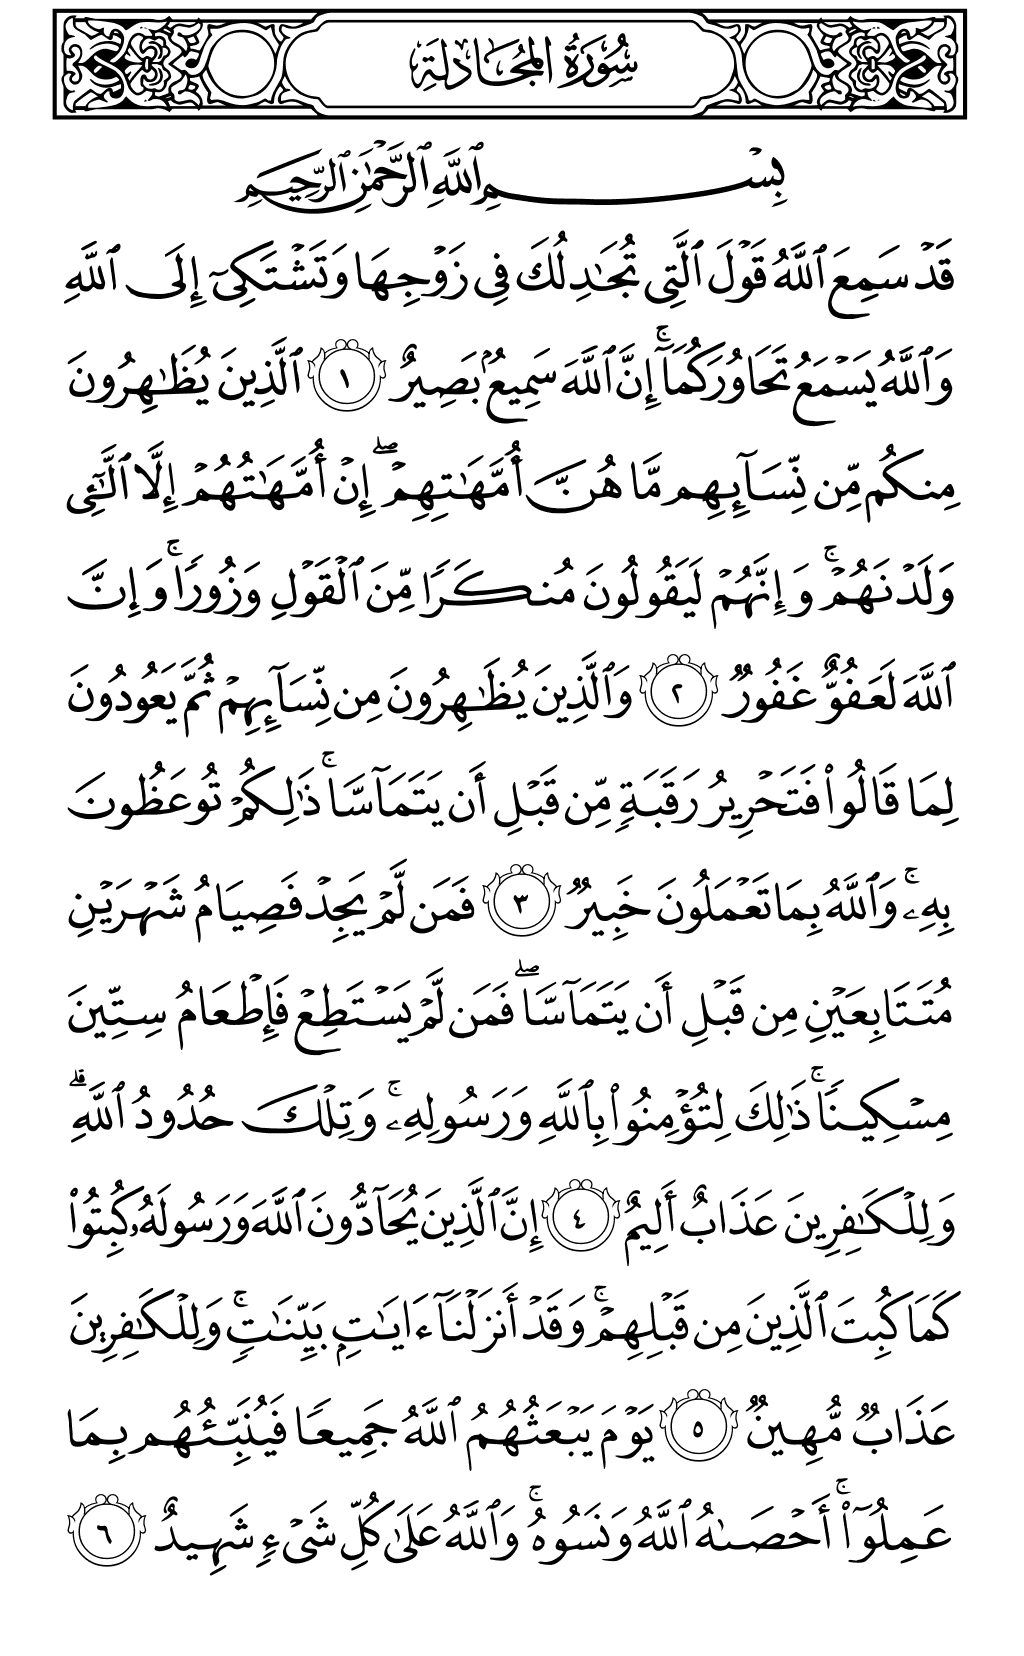 سُورَةُ المُجَادلةِ
بِسْمِ ٱللَّهِ ٱلرَّحْمَٰنِ ٱلرَّحِيمِ
قَدْ سَمِعَ ٱللَّهُ قَوْلَ ٱلَّتِى تُجَٰدِلُكَ فِى زَوْجِهَا وَتَشْتَكِىٓ إِلَى ٱللَّهِ
وَٱللَّهُ يَسْمَعُ تَحَاوُرَكُمَآ ۚ إِنَّ ٱللَّهَ سَمِيعٌۢ بَصِيرٌ ١ ٱلَّذِينَ يُظَٰهِرُونَ
مِنكُم مِّن نِّسَآئِهِم مَّا هُنَّ أُمَّهَٰتِهِمْ ۖ إِنْ أُمَّهَٰتُهُمْ إِلَّا ٱلَّٰٓـِٔى
وَلَدْنَهُمْ ۚ وَإِنَّهُمْ لَيَقُولُونَ مُنكَرًا مِّنَ ٱلْقَوْلِ وَزُورًا ۚ وَإِنَّ
ٱللَّهَ لَعَفُوٌّ غَفُورٌ ٢ وَٱلَّذِينَ يُظَٰهِرُونَ مِن نِّسَآئِهِمْ ثُمَّ يَعُودُونَ
لِمَا قَالُوا۟ فَتَحْرِيرُ رَقَبَةٍ مِّن قَبْلِ أَن يَتَمَآسَّا ۚ ذَٰلِكُمْ تُوعَظُونَ
بِهِۦ ۚ وَٱللَّهُ بِمَا تَعْمَلُونَ خَبِيرٌ ٣ فَمَن لَّمْ يَجِدْ فَصِيَامُ شَهْرَيْنِ
مُتَتَابِعَيْنِ مِن قَبْلِ أَن يَتَمَآسَّا ۖ فَمَن لَّمْ يَسْتَطِعْ فَإِطْعَامُ سِتِّينَ
مِسْكِينًا ۚ ذَٰلِكَ لِتُؤْمِنُوا۟ بِٱللَّهِ وَرَسُولِهِۦ ۚ وَتِلْكَ حُدُودُ ٱللَّهِ ۗ
وَلِلْكَٰفِرِينَ عَذَابٌ أَلِيمٌ ٤ إِنَّ ٱلَّذِينَ يُحَآدُّونَ ٱللَّهَ وَرَسُولَهُۥ كُبِتُوا۟
كَمَا كُبِتَ ٱلَّذِينَ مِن قَبْلِهِمْ ۚ وَقَدْ أَنزَلْنَآ ءَايَٰتٍۭ بَيِّنَٰتٍ ۚ وَلِلْكَٰفِرِينَ
عَذَابٌ مُّهِينٌ ٥ يَوْمَ يَبْعَثُهُمُ ٱللَّهُ جَمِيعًا فَيُنَبِّئُهُم بِمَا
عَمِلُوٓا۟ ۚ أَحْصَىٰهُ ٱللَّهُ وَنَسُوهُ ۚ وَٱللَّهُ عَلَىٰ كُلِّ شَىْءٍ شَهِيدٌ ٦